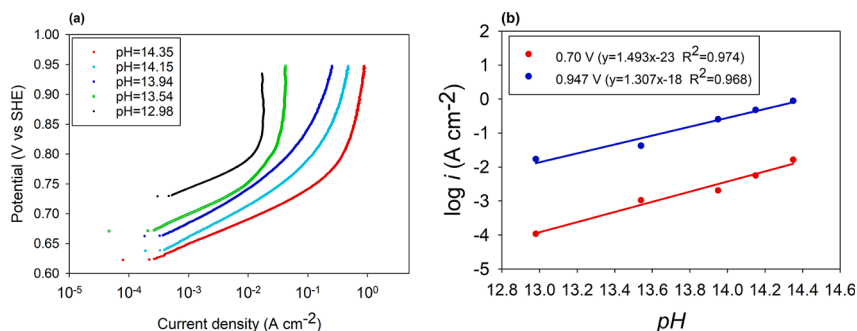 (a)
pH=14.35
pH=14.15
pH=13.94
pH=13.54
pH=12.98
1.00
0.95
0.90
0.85
0.80
0.75
0.70
0.65
0.60
Potential (V vs SHE)
10-5
10-4
10-3
10-2
10-1
100
Current density (A cm-2)
(b)
0.70 V (y=1.493x-23 R2=0.974)
0.947 V (y=1.307x-18 R2=0.968)
2
1
0
-1
-2
-3
-4
-5
log i (A cm-2)
12.8 13.0 13.2 13.4 13.6 13.8 14.0 14.2 14.4 14.6
pH